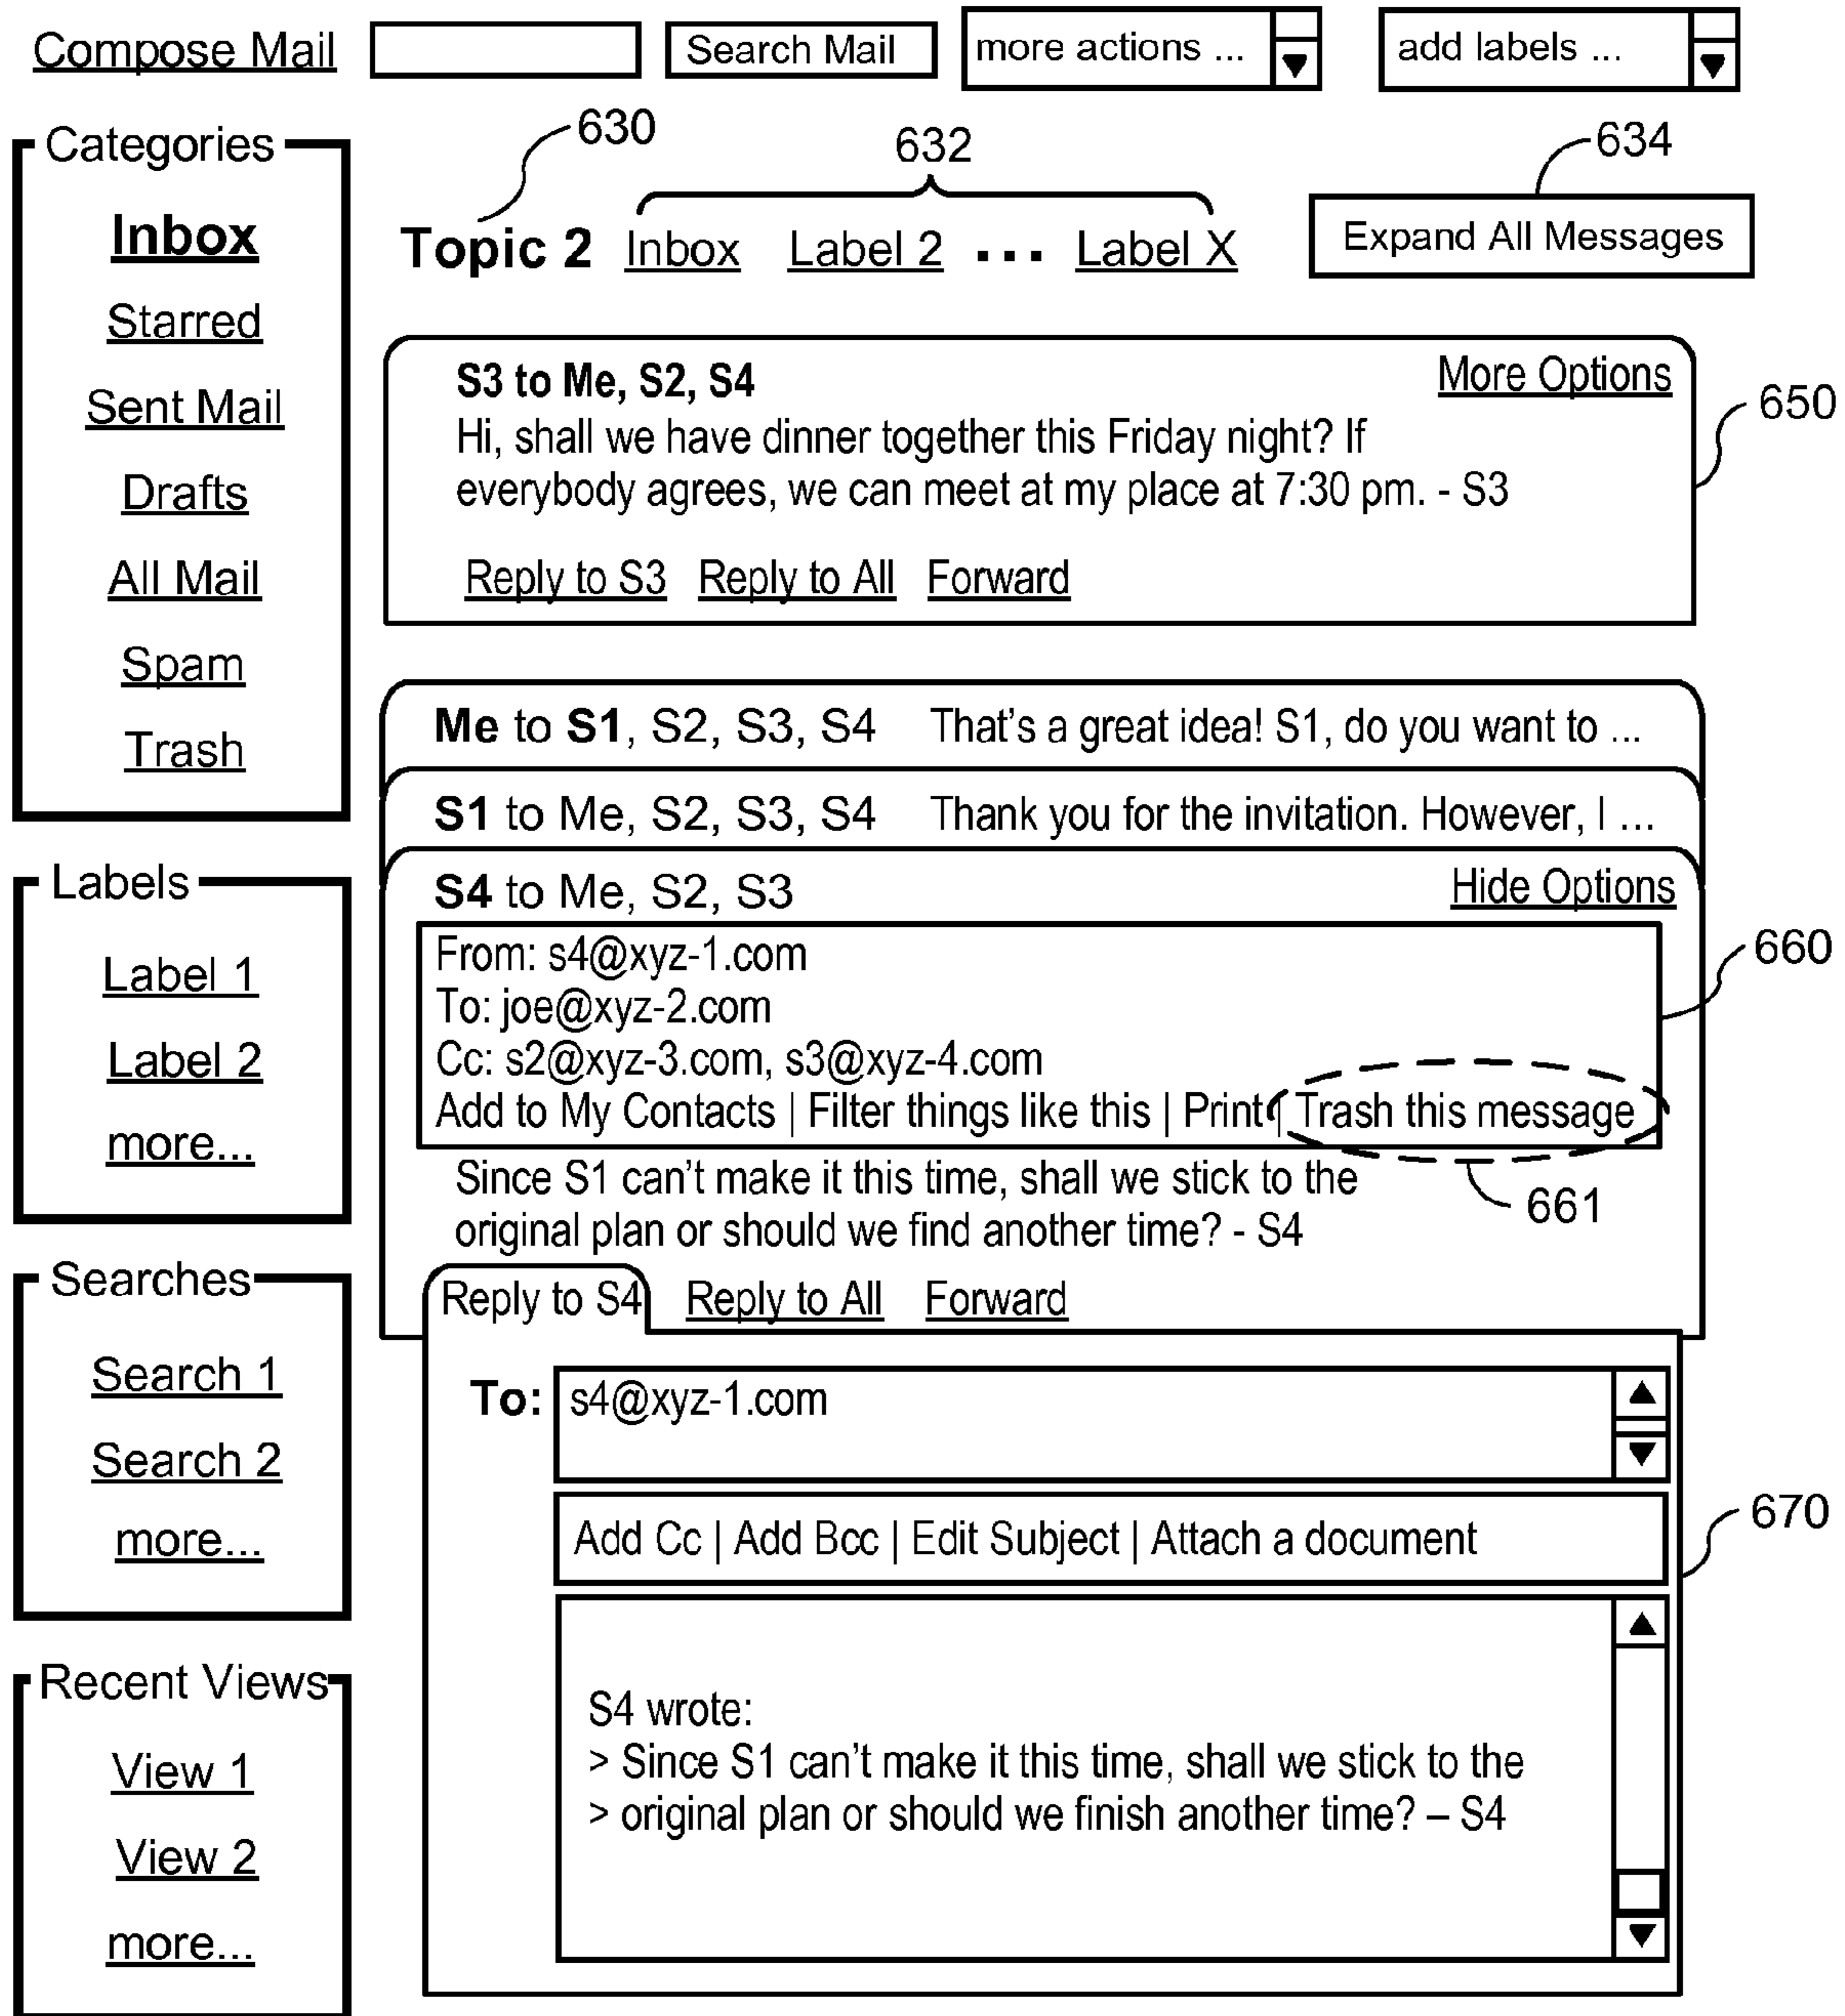 Compose Mail Search Mail more actions ... add labels ...
Categories
Inbox
Starred
Sent Mail
Drafts
All Mail
Spam
Trash
Labels
Label 1
Label 2
more...
Searches
Search 1
Search 2
more...
Recent Views
View 1
View 2
more...
630
632
634
Topic 2 Inbox Label 2 ... Label X Expand All Messages
S3 to Me, S2, S4 More Options
650
Hi, shall we have dinner together this Friday night? If
everybody agrees, we can meet at my place at 7:30 pm. - S3
Reply to S3 Reply to All Forward
Me to S1, S2, S3, S4 That's a great idea! S1, do you want to ...
S1 to Me, S2, S3, S4 Thank you for the invitation. However, I ...
S4 to Me, S2, S3 Hide Options
From: s4@xyz-1.com
660
To: joe@xyz-2.com
Cc: s2@xyz-3.com, s3@xyz-4.com
Add to My Contacts | Filter things like this | Print | Trash this message
661
Since S1 can't make it this time, shall we stick to the
original plan or should we find another time? - S4
Reply to S4 Reply to All Forward
To: s4@xyz-1.com
670
Add Cc | Add Bcc | Edit Subject | Attach a document
S4 wrote:
> Since S1 can't make it this time, shall we stick to the
> original plan or should we finish another time? – S4